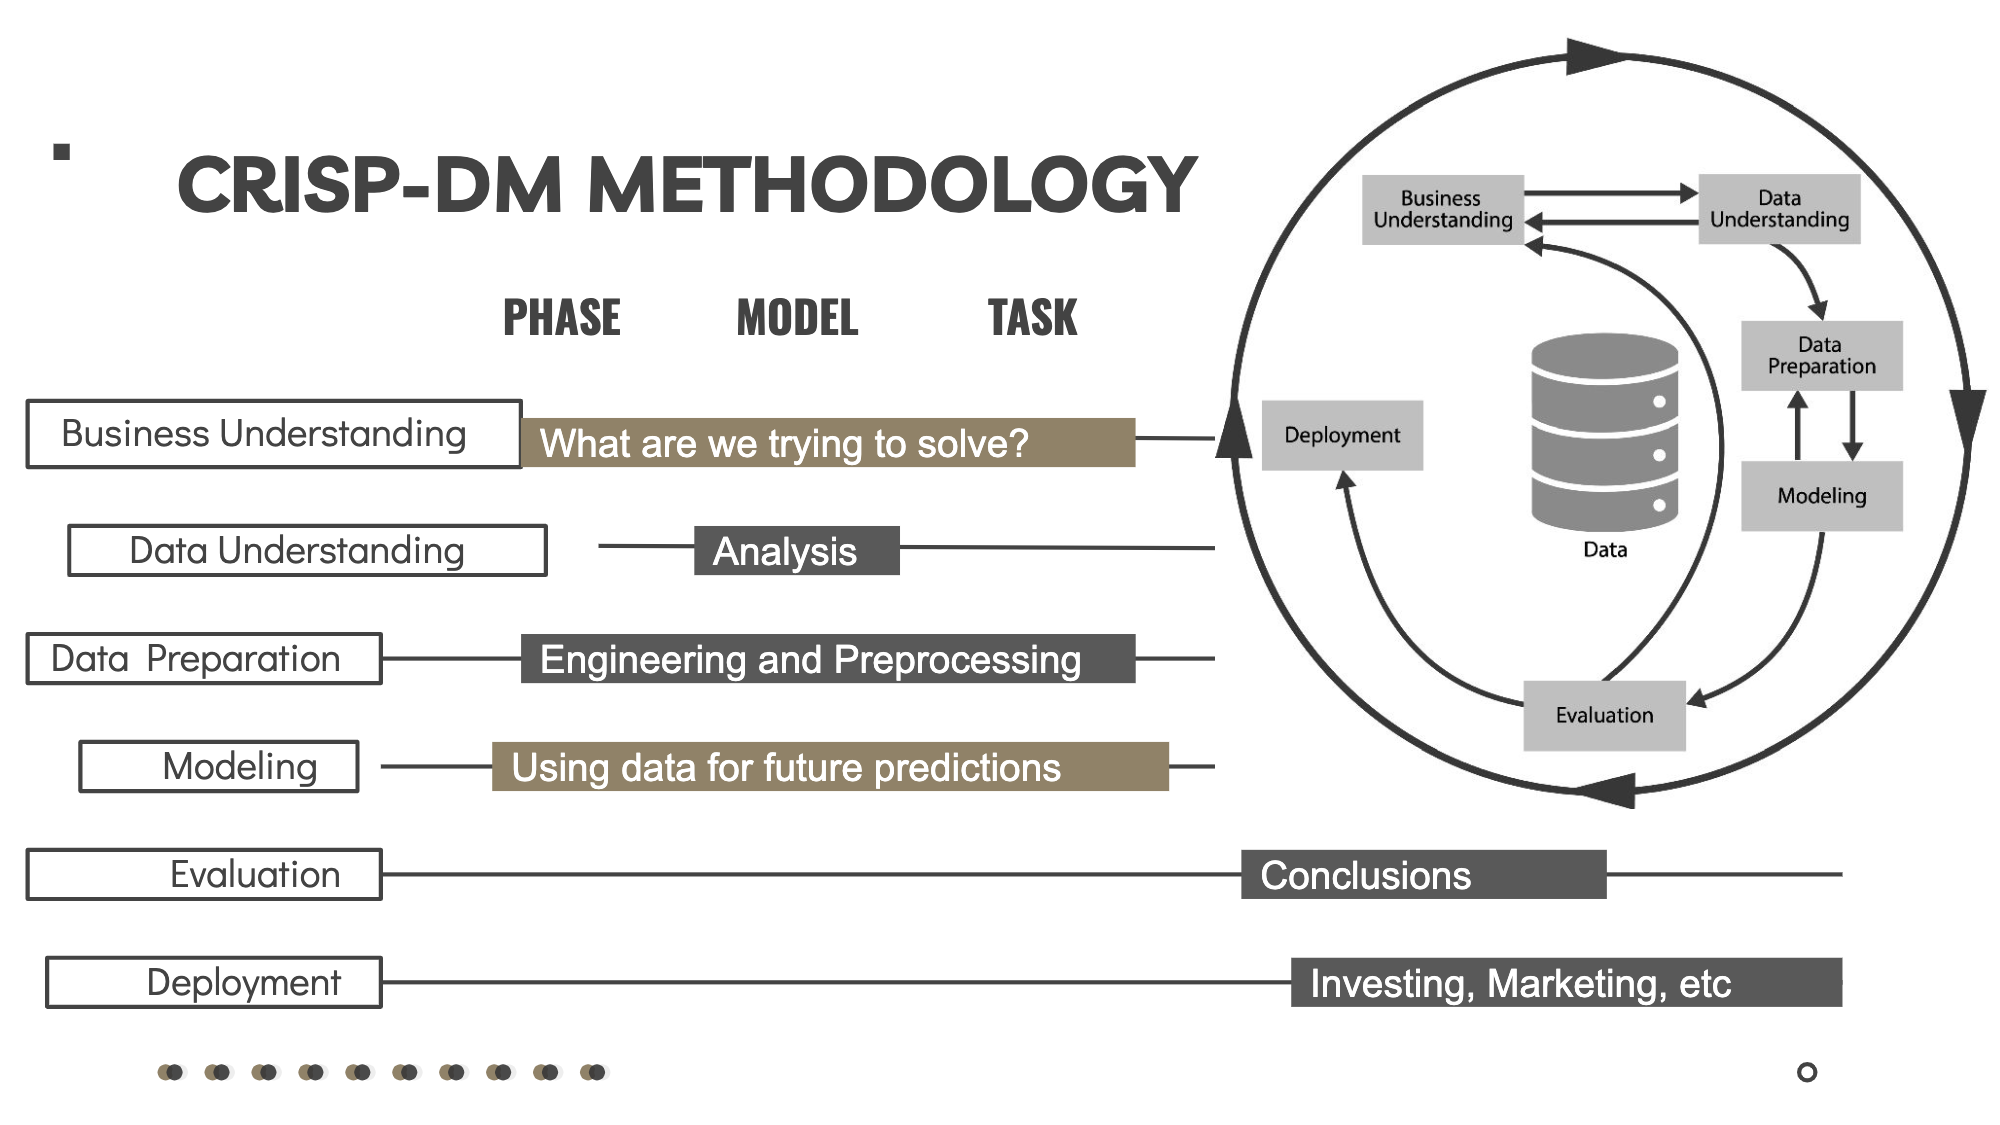 CRISP-DM METHODOLOGY
PHASE MODEL TASK
Business Understanding What are we trying to solve?
Data Understanding Analysis
Data Preparation Engineering and Preprocessing
Modeling Using data for future predictions
Evaluation Conclusions
Deployment Investing, Marketing, etc
Business
Understanding
Data
Understanding
Data
Preparation
Modeling
Evaluation
Deployment
Data